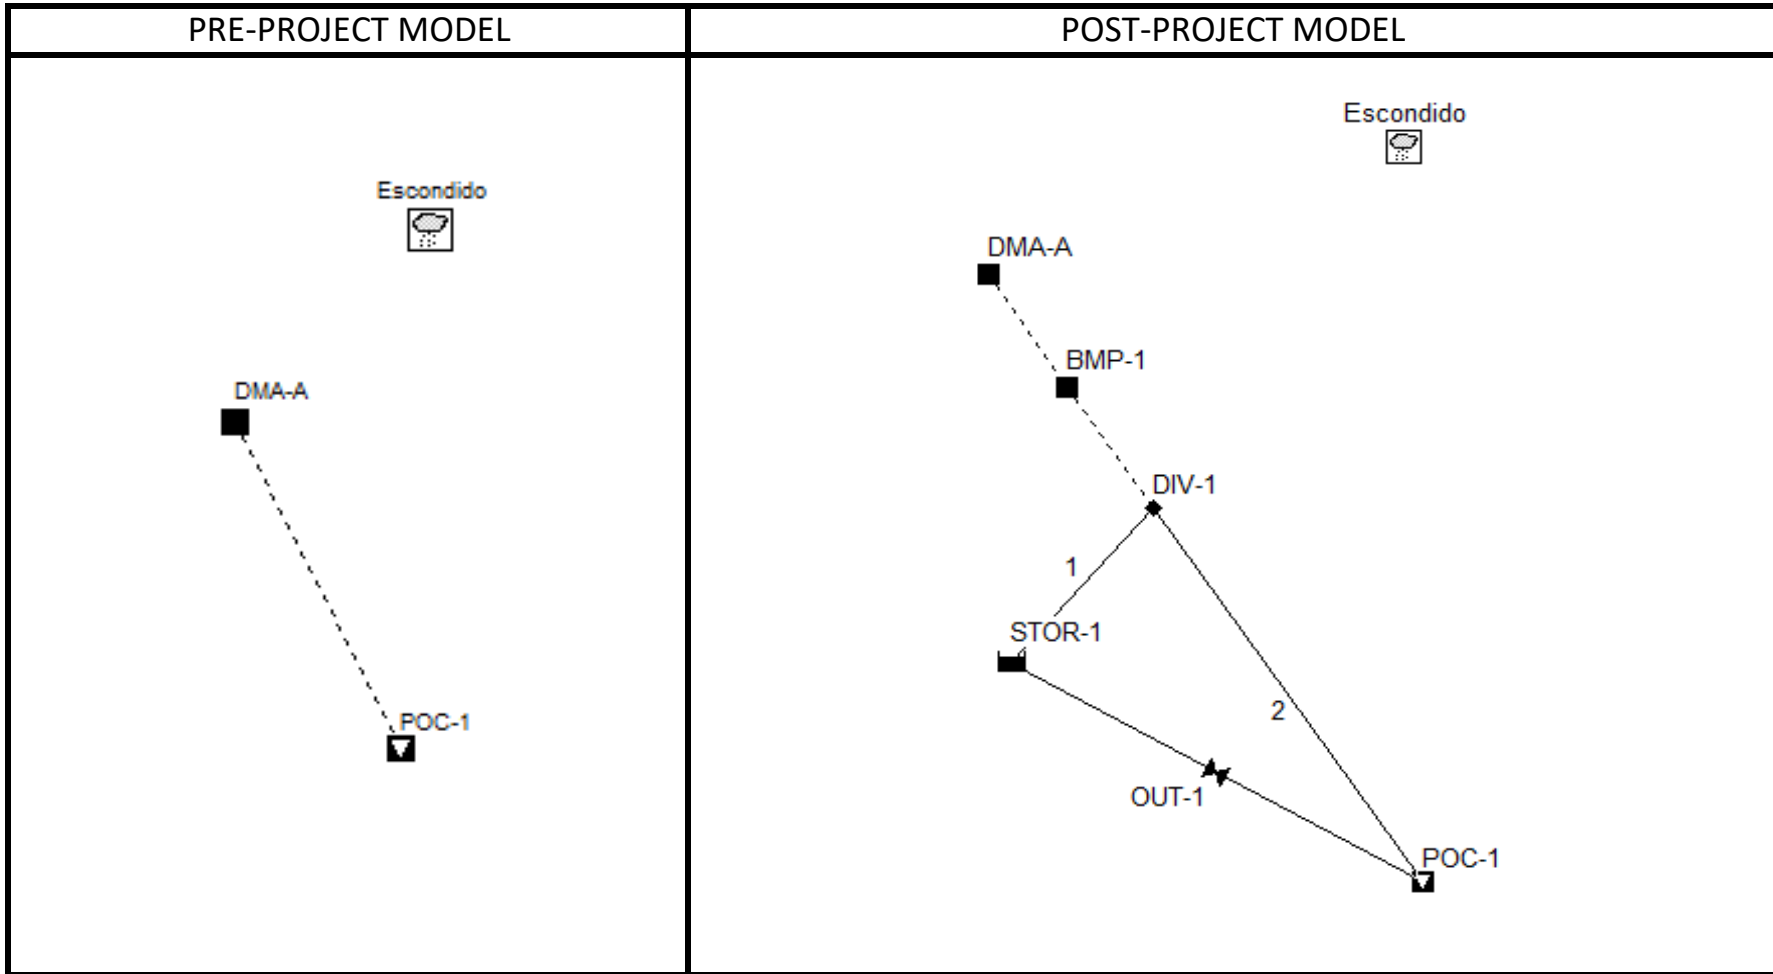 PRE-PROJECT MODEL
POST-PROJECT MODEL
Escondido
DMA-A
POC-1
Escondido
DMA-A
BMP-1
DIV-1
1
STOR-1
2
OUT-1
POC-1